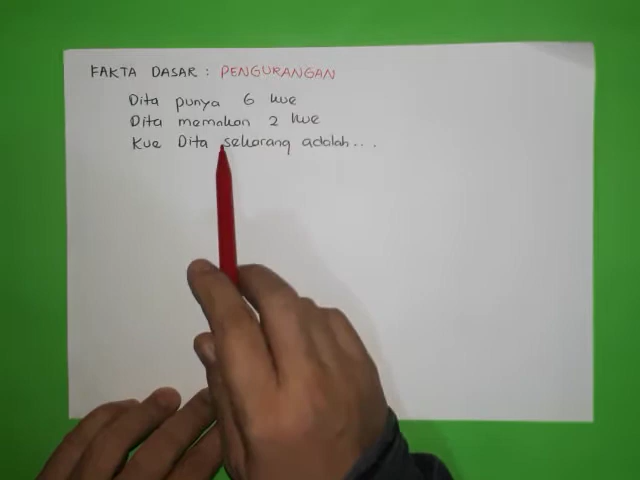 FAKTA DASAR : PENGURANGAN
Dita punya 6 kue
Dita memakan 2 kue
Kue Dita sekarang adalah...